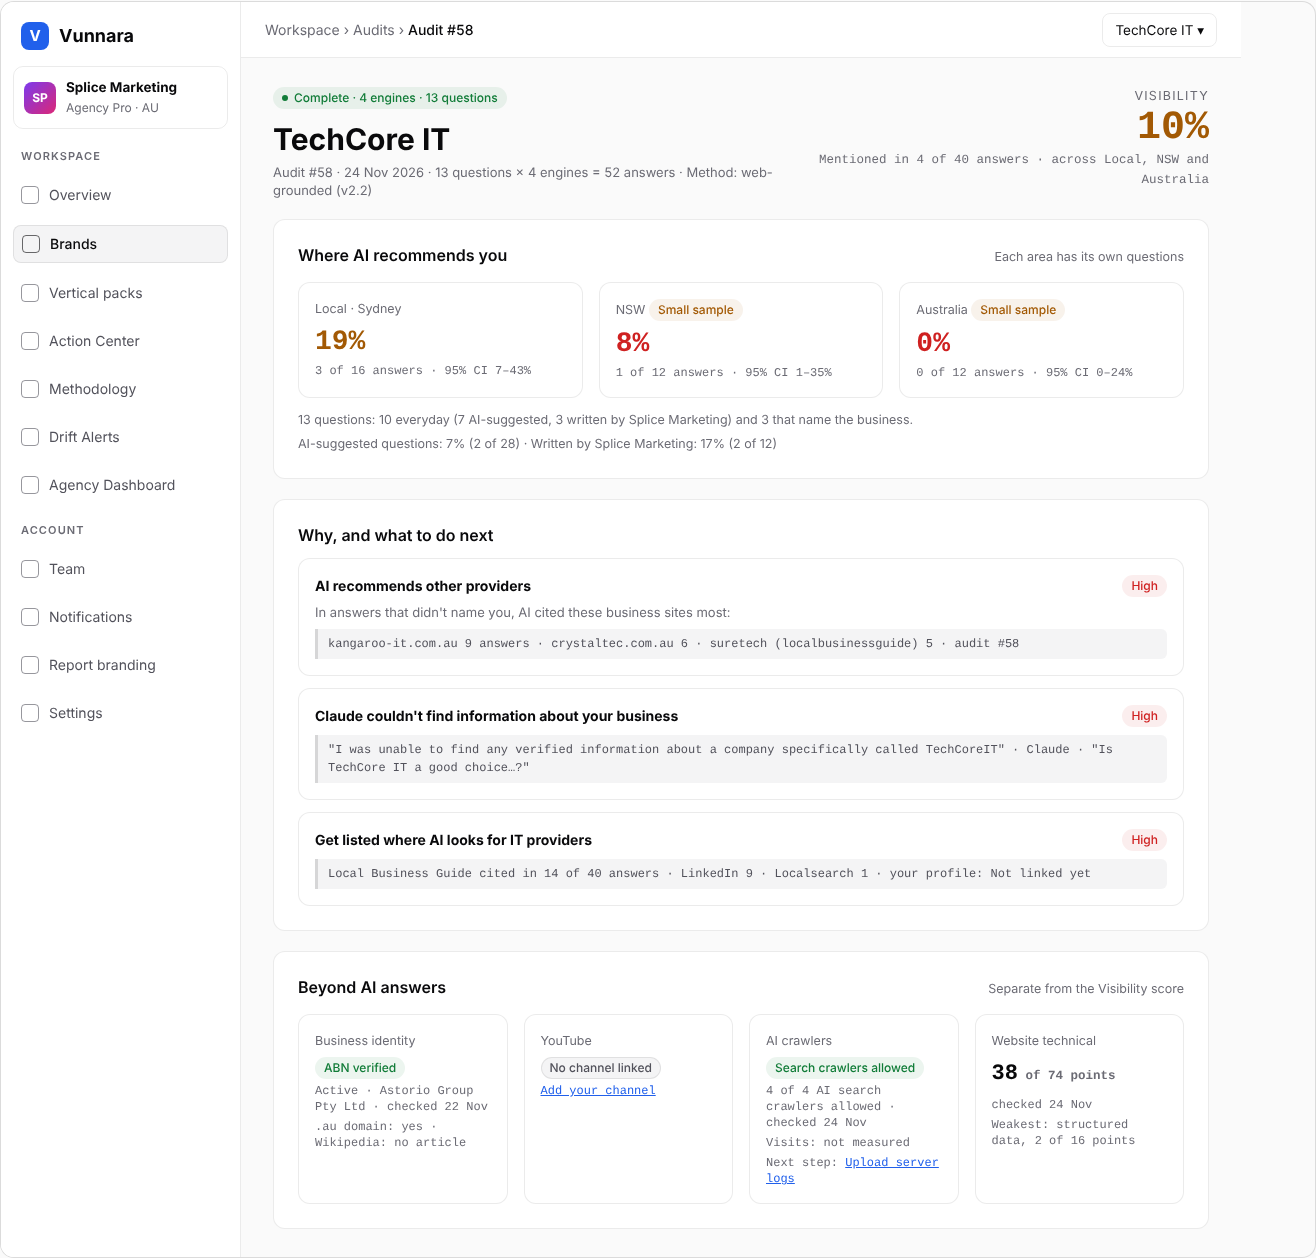 V Vunnara
SP
Splice Marketing
Agency Pro · AU
WORKSPACE
Overview
Brands
Vertical packs
Action Center
Methodology
Drift Alerts
Agency Dashboard
ACCOUNT
Team
Notifications
Report branding
Settings
Workspace › Audits › Audit #58
TechCore IT ▾
Complete · 4 engines · 13 questions
TechCore IT
Audit #58 · 24 Nov 2026 · 13 questions × 4 engines = 52 answers · Method: web-
grounded (v2.2)
VISIBILITY
10%
Mentioned in 4 of 40 answers · across Local, NSW and
Australia
Where AI recommends you
Each area has its own questions
Local · Sydney
19%
3 of 16 answers · 95% CI 7–43%
NSW Small sample
8%
1 of 12 answers · 95% CI 1–35%
Australia Small sample
0%
0 of 12 answers · 95% CI 0–24%
13 questions: 10 everyday (7 AI-suggested, 3 written by Splice Marketing) and 3 that name the business.
AI-suggested questions: 7% (2 of 28) · Written by Splice Marketing: 17% (2 of 12)
Why, and what to do next
AI recommends other providers
High
In answers that didn't name you, AI cited these business sites most:
kangaroo-it.com.au 9 answers · crystaltec.com.au 6 · suretech (localbusinessguide) 5 · audit #58
Claude couldn't find information about your business
High
"I was unable to find any verified information about a company specifically called TechCoreIT" · Claude · "Is
TechCore IT a good choice…?"
Get listed where AI looks for IT providers
High
Local Business Guide cited in 14 of 40 answers · LinkedIn 9 · Localsearch 1 · your profile: Not linked yet
Beyond AI answers
Separate from the Visibility score
Business identity
ABN verified
Active · Astorio Group
Pty Ltd · checked 22 Nov
.au domain: yes ·
Wikipedia: no article
YouTube
No channel linked
Add your channel
AI crawlers
Search crawlers allowed
4 of 4 AI search
crawlers allowed ·
checked 24 Nov
Visits: not measured
Next step: Upload server
logs
Website technical
38 of 74 points
checked 24 Nov
Weakest: structured
data, 2 of 16 points